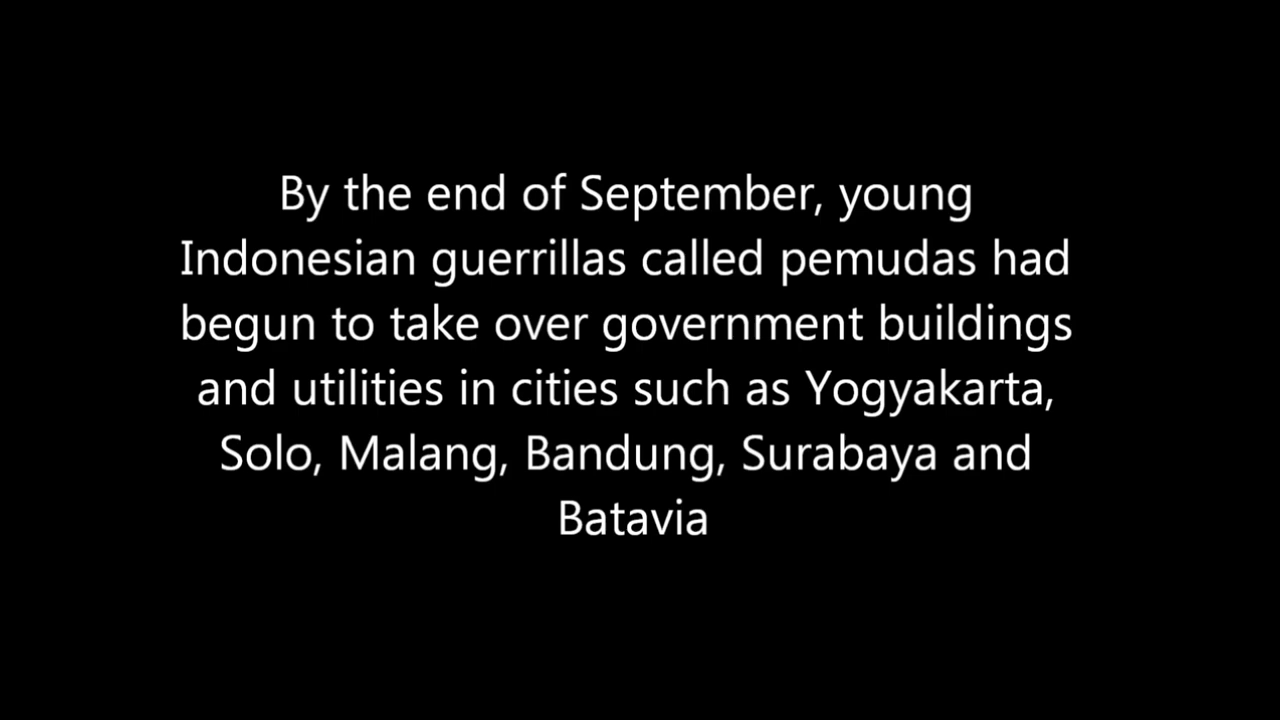 By the end of September, young
Indonesian guerrillas called pemudas had
begun to take over government buildings
and utilities in cities such as Yogyakarta,
Solo, Malang, Bandung, Surabaya and
Batavia